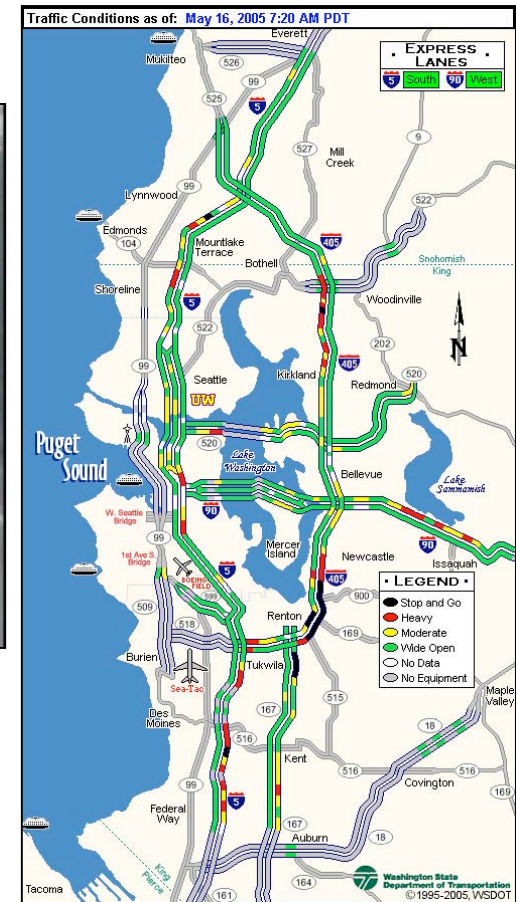 Traffic Conditions as of: May 16, 2005 7:20 AM PDT
Everett
Mukilteo
526
99
EXPRESS
LANES
5 South 90 West
525
5
9
527
Mill
Creek
99
Lynnwood
522
Edmonds
104
405
Mountlake
Terrace
Bothell
Snohomish
King
Shoreline
5
Woodinville
522
N
202
99
405
Seattle
Kirkland
Redmond
520
UW
Puget
Sound
520
Lake
Washington
Bellevue
Lake
Sammamish
W. Seattle
Bridge
90
99
Mercer
Island
90
1st Ave S
Bridge
Newcastle
Issaquah
BOEING
FIELD
5
405
LEGEND
Stop and Go
Heavy
Moderate
Wide Open
No Data
No Equipment
599
900
509
Renton
518
169
Burien
Tukwila
Sea-Tac
515
Maple
Valley
Des
Moines
167
18
516
Kent
516
516
Covington
99
169
5
Federal
Way
167
18
Auburn
King
Pierce
164
Washington State
Department of Transportation
Tacoma
161
© 1995-2005, WSDOT